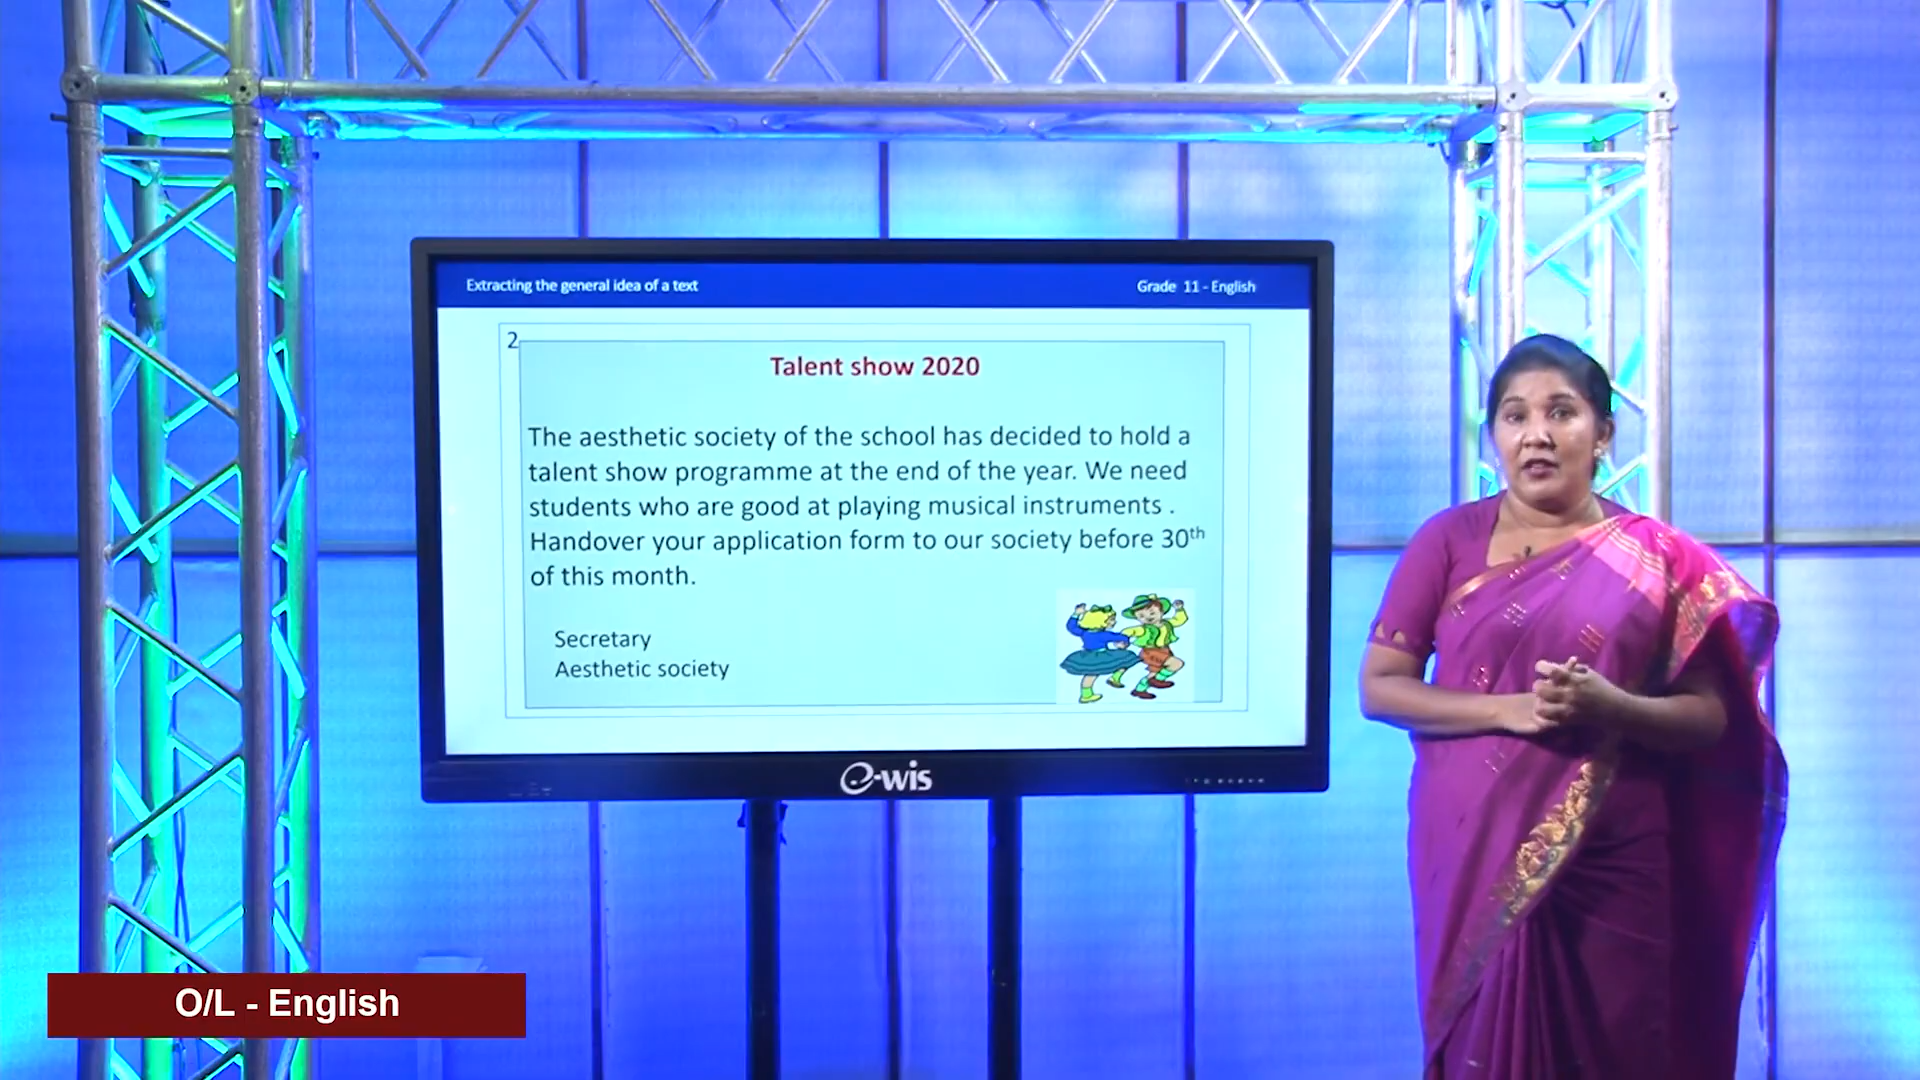 Extracting the general idea of a text
Grade 11 - English
2
Talent show 2020
The aesthetic society of the school has decided to hold a
talent show programme at the end of the year. We need
students who are good at playing musical instruments .
Handover your application form to our society before 30th
of this month.
Secretary
Aesthetic society
e-wis
O/L - English